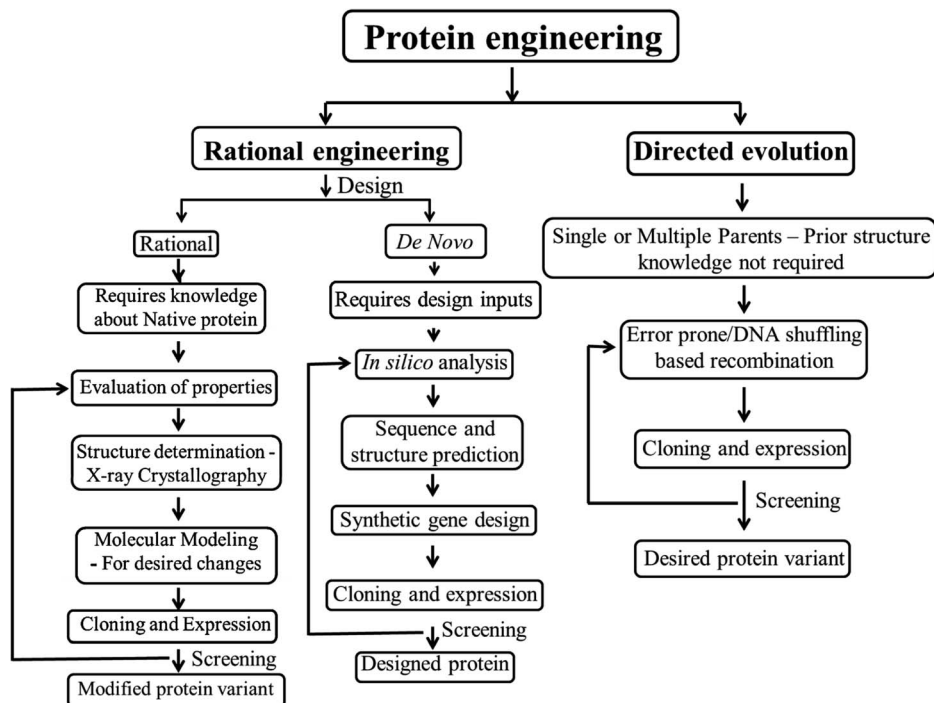 Protein engineering
Rational engineering
Design
Rational
Requires knowledge
about Native protein
Evaluation of properties
Structure determination -
X-ray Crystallography
Molecular Modeling
- For desired changes
Cloning and Expression
Screening
Modified protein variant
De Novo
Requires design inputs
In silico analysis
Sequence and
structure prediction
Synthetic gene design
Cloning and expression
Screening
Designed protein
Directed evolution
Single or Multiple Parents – Prior structure
knowledge not required
Error prone/DNA shuffling
based recombination
Cloning and expression
Screening
Desired protein variant